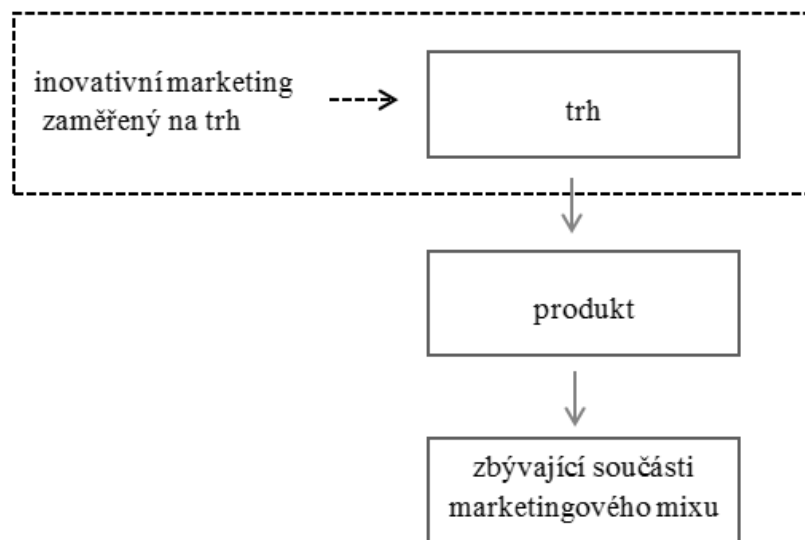 inovativní marketing
zaměřený na trh
trh
produkt
zbývající součásti
marketingového mixu